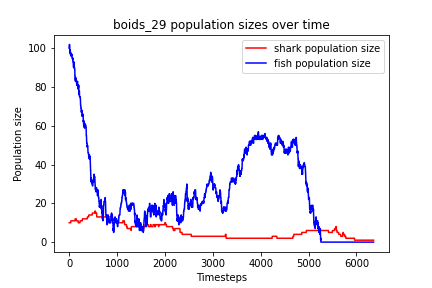 boids_29 population sizes over time
shark population size
fish population size
Population size
100
80
60
40
20
0
0 1000 2000 3000 4000 5000 6000
Timesteps